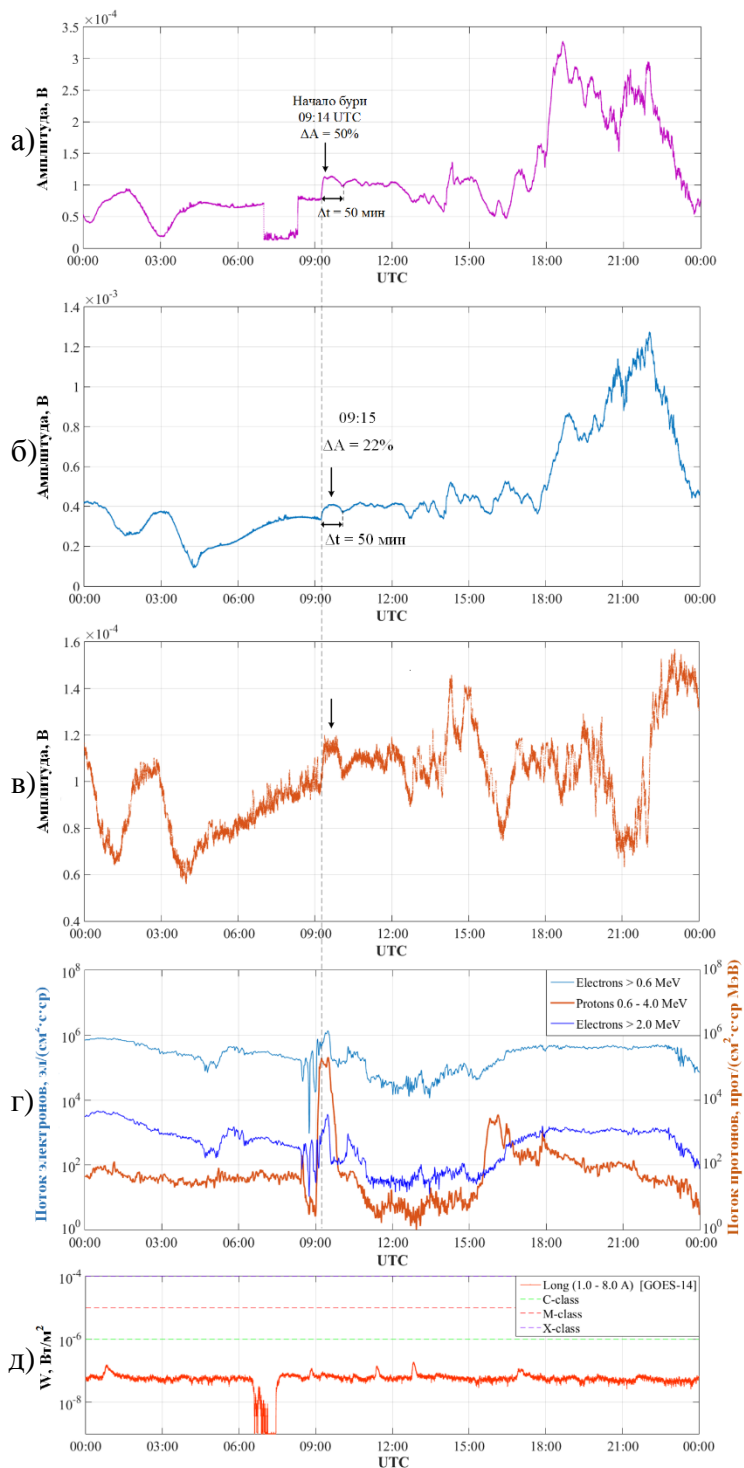 ×10⁻⁴
3.5
3
2.5
2
1.5
1
0.5
0
Амплитуда, В
а)
Начало бури
09:14 UTC
ΔA = 50%
Δt = 50 мин
00:00 03:00 06:00 09:00 12:00 15:00 18:00 21:00 00:00
UTC
×10⁻³
1.4
1.2
1
0.8
0.6
0.4
0.2
0
Амплитуда, В
б)
09:15
ΔA = 22%
Δt = 50 мин
00:00 03:00 06:00 09:00 12:00 15:00 18:00 21:00 00:00
UTC
×10⁻⁴
1.6
1.4
1.2
1
0.8
0.6
0.4
Амплитуда, В
в)
00:00 03:00 06:00 09:00 12:00 15:00 18:00 21:00 00:00
UTC
10⁸
10⁶
10⁴
10²
10⁰
Поток электронов, эл/(см²·с·ср)
г)
Electrons > 0.6 MeV
Protons 0.6 - 4.0 MeV
Electrons > 2.0 MeV
10⁸
10⁶
10⁴
10²
10⁰
Поток протонов, прот/(см²·с·ср МэВ)
00:00 03:00 06:00 09:00 12:00 15:00 18:00 21:00 00:00
UTC
10⁻⁴
10⁻⁶
10⁻⁸
W, Вт/м²
д)
Long (1.0 - 8.0 A) [GOES-14]
C-class
M-class
X-class
00:00 03:00 06:00 09:00 12:00 15:00 18:00 21:00 00:00
UTC